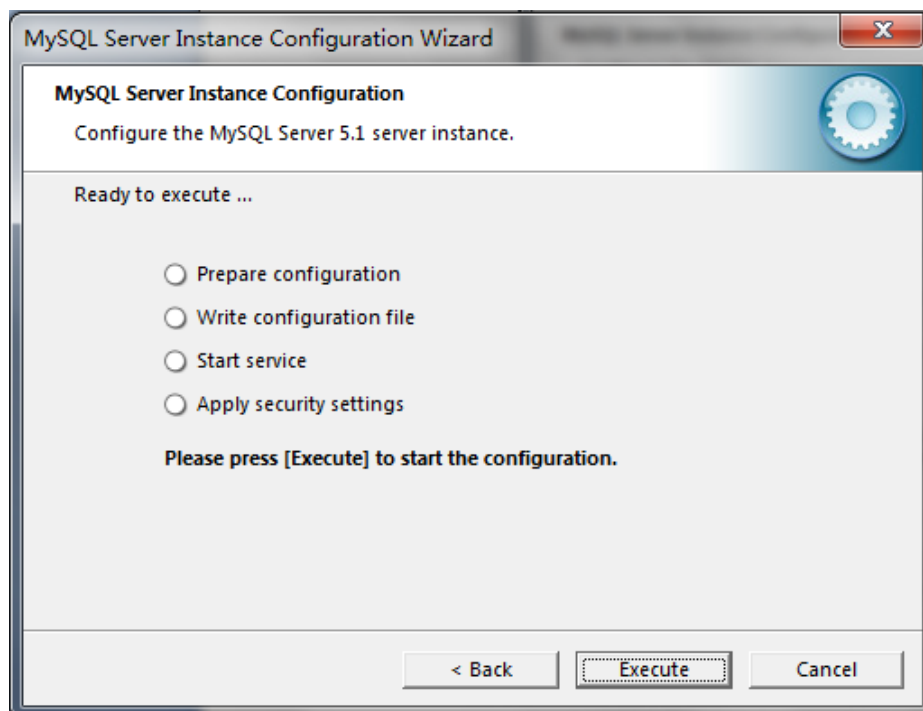 MySQL Server Instance Configuration Wizard
MySQL Server Instance Configuration
Configure the MySQL Server 5.1 server instance.
Ready to execute ...
Prepare configuration
Write configuration file
Start service
Apply security settings
Please press [Execute] to start the configuration.
< Back Execute Cancel